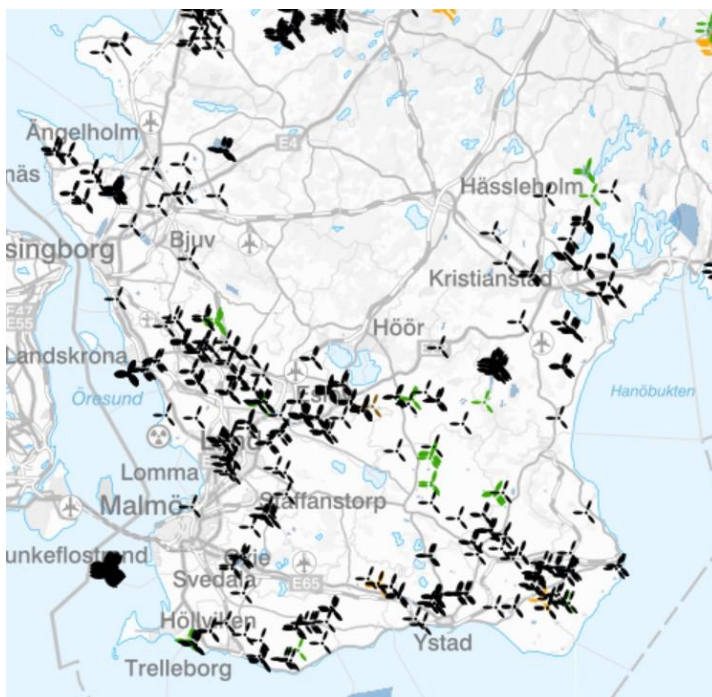 Ängelholm
E4
näs
Hässleholm
Bjuv
singborg
Kristianstad
F47
E55
Höör
Landskrona
Hanöbukten
Öresund
Lomma
Malmö
Staffanstorp
unkeflostrand
Svedala
E65
Höllviken
Ystad
Trelleborg